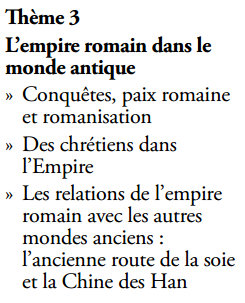 Thème 3
L’empire romain dans le
monde antique
» Conquêtes, paix romaine
et romanisation
» Des chrétiens dans
l’Empire
» Les relations de l’empire
romain avec les autres
mondes anciens :
l’ancienne route de la soie
et la Chine des Han